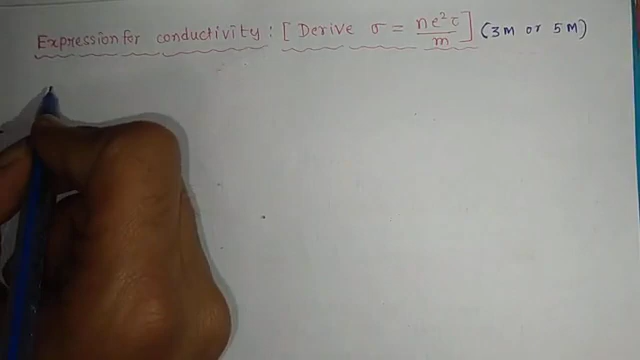 Expression for conductivity : [ Derive σ = ne²τ/m ] (3M or 5M)